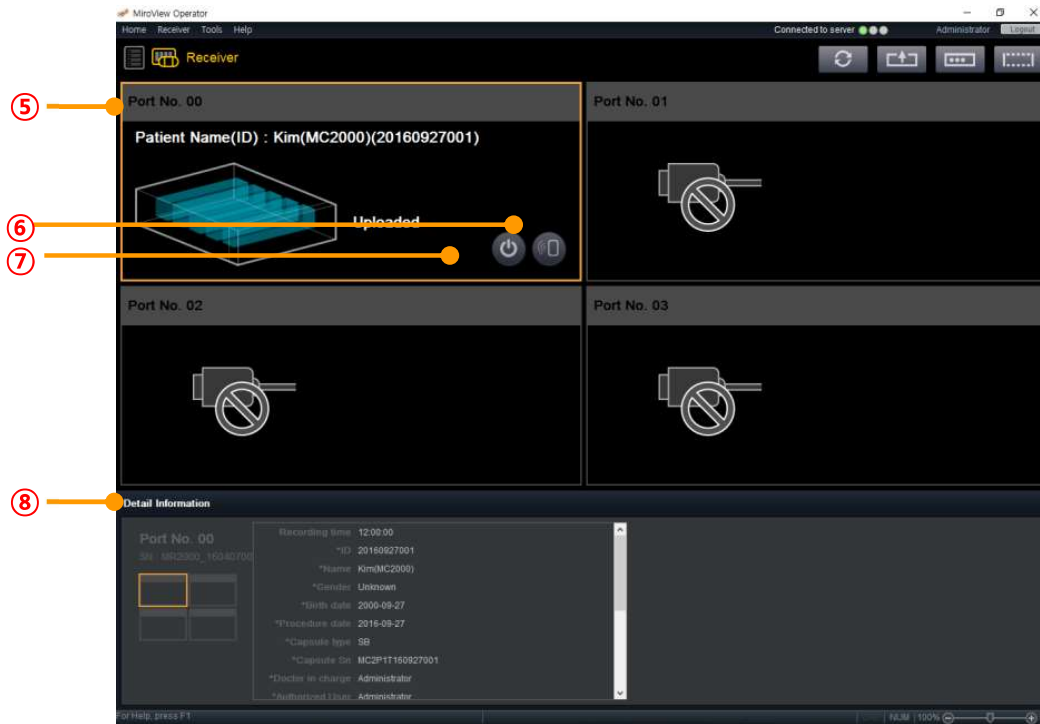 MiroView Operator
Home Receiver Tools Help
Connected to server
Administrator
Logout
Receiver
⑤
Port No. 00
Port No. 01
Patient Name(ID) : Kim(MC2000)(20160927001)
Uploaded
⑥
⑦
Port No. 02
Port No. 03
⑧
Detail Information
Port No. 00
SN : MR2000_16040700
Recording time 12:00:00
*ID 20160927001
*Name Kim(MC2000)
*Gender Unknown
*Birth date 2000-09-27
*Procedure date 2016-09-27
*Capsule type SB
*Capsule Sn MC2P1T160927001
*Doctor in charge Administrator
*Authorized User Administrator
For Help, press F1
NUM
100%